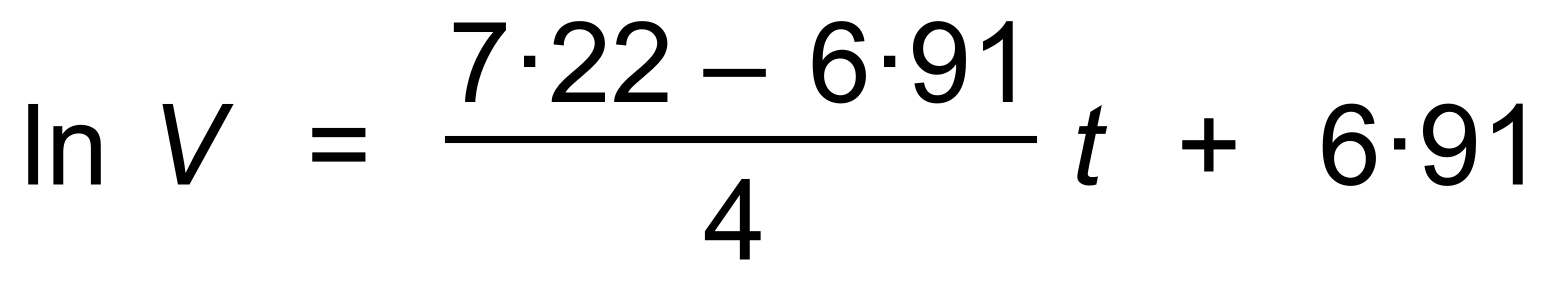 ln V = (7·22 – 6·91)/4 t + 6·91